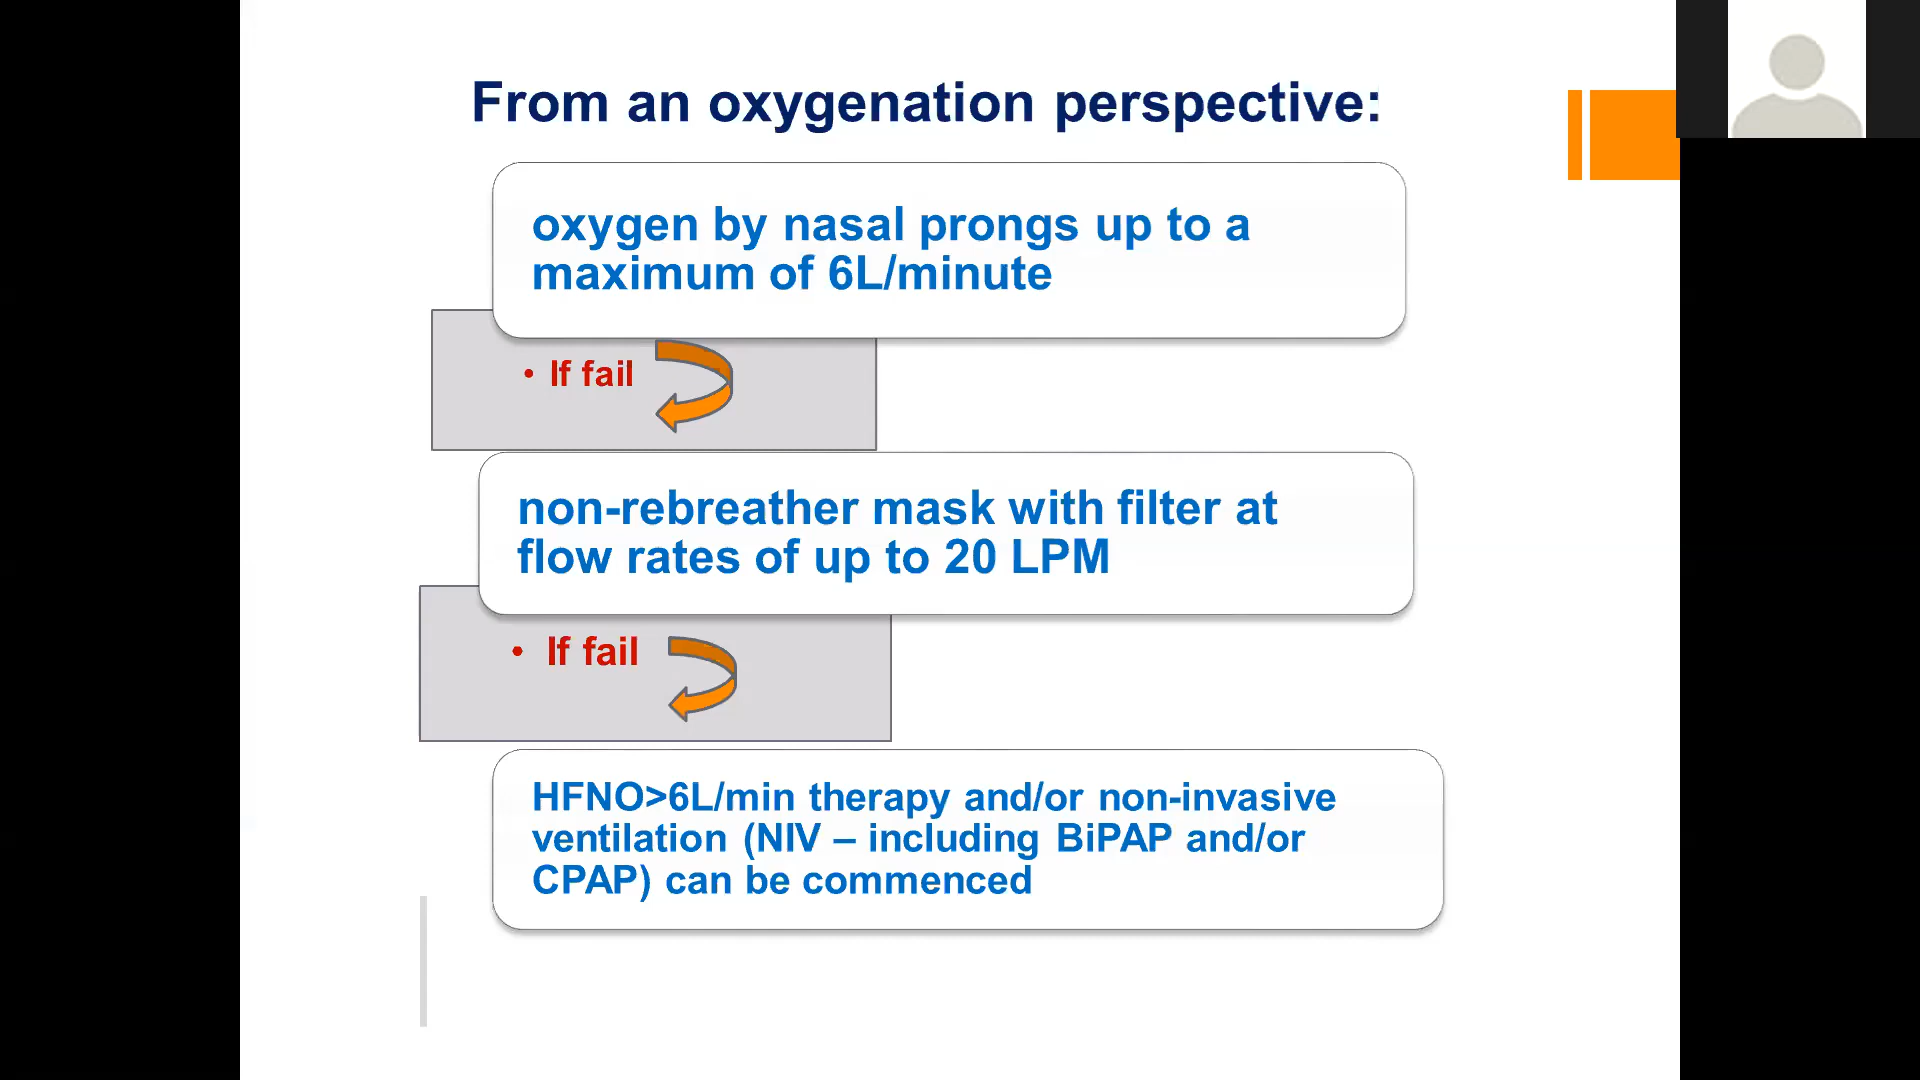 From an oxygenation perspective:
oxygen by nasal prongs up to a
maximum of 6L/minute
• If fail
non-rebreather mask with filter at
flow rates of up to 20 LPM
• If fail
HFNO>6L/min therapy and/or non-invasive
ventilation (NIV – including BiPAP and/or
CPAP) can be commenced